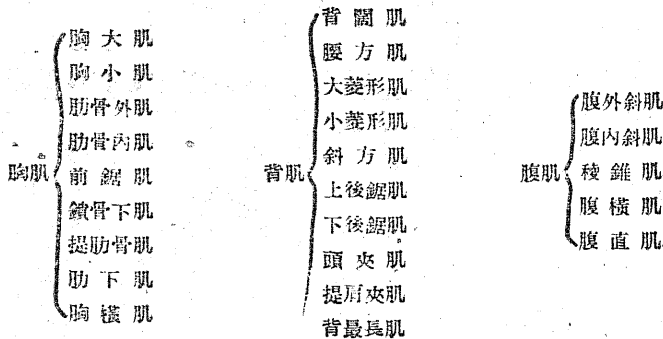 胸肌
胸大肌
胸小肌
肋骨外肌
肋骨內肌
前鋸肌
鎖骨下肌
提肋骨肌
肋下肌
胸橫肌
背肌
背闊肌
腰方肌
大菱形肌
小菱形肌
斜方肌
上後鋸肌
下後鋸肌
頭夾肌
提肩夾肌
背最長肌
腹肌
腹外斜肌
腹內斜肌
稜錐肌
腹橫肌
腹直肌